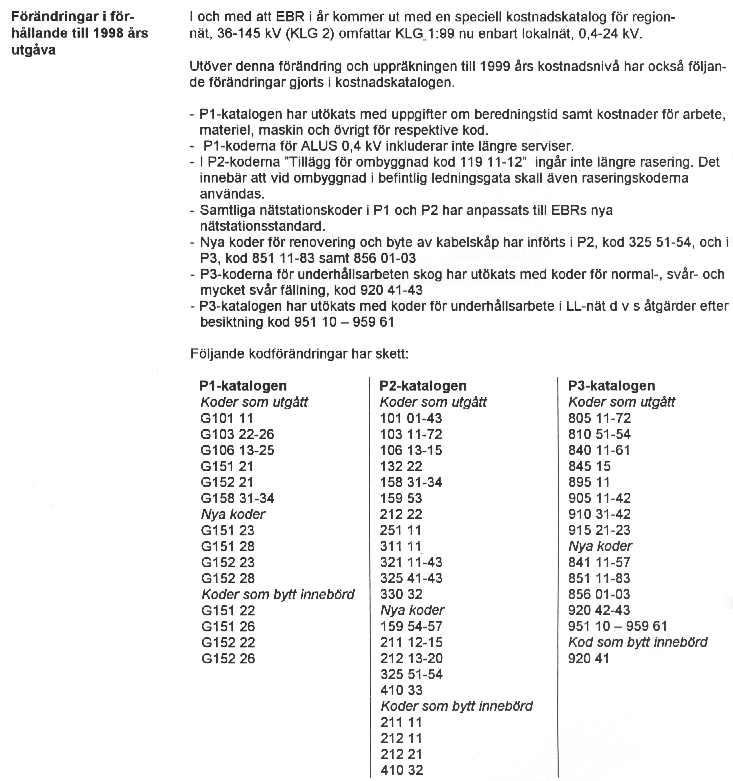 Förändringar i för-
hållande till 1998 års
utgåva
I och med att EBR i år kommer ut med en speciell kostnadskatalog för region-
nät, 36-145 kV (KLG 2) omfattar KLG_1:99 nu enbart lokalnät, 0,4-24 kV.
Utöver denna förändring och uppräkningen till 1999 års kostnadsnivå har också följan-
de förändringar gjorts i kostnadskatalogen.
- P1-katalogen har utökats med uppgifter om beredningstid samt kostnader för arbete,
materiel, maskin och övrigt för respektive kod.
- P1-koderna för ALUS 0,4 kV inkluderar inte längre serviser.
- I P2-koderna "Tillägg för ombyggnad kod 119 11-12" ingår inte längre rasering. Det
innebär att vid ombyggnad i befintlig ledningsgata skall även raseringskoderna
användas.
- Samtliga nätstationskoder i P1 och P2 har anpassats till EBRs nya
nätstationsstandard.
- Nya koder för renovering och byte av kabelskåp har införts i P2, kod 325 51-54, och i
P3, kod 851 11-83 samt 856 01-03
- P3-koderna för underhållsarbeten skog har utökats med koder för normal-, svår- och
mycket svår fällning, kod 920 41-43
- P3-katalogen har utökats med koder för underhållsarbete i LL-nät d v s åtgärder efter
besiktning kod 951 10 – 959 61
Följande kodförändringar har skett:
P1-katalogen
Koder som utgått
G101 11
G103 22-26
G106 13-25
G151 21
G152 21
G158 31-34
Nya koder
G151 23
G151 28
G152 23
G152 28
Koder som bytt innebörd
G151 22
G151 26
G152 22
G152 26
P2-katalogen
Koder som utgått
101 01-43
103 11-72
106 13-15
132 22
158 31-34
159 53
212 22
251 11
311 11
321 11-43
325 41-43
330 32
Nya koder
159 54-57
211 12-15
212 13-20
325 51-54
410 33
Koder som bytt innebörd
211 11
212 11
212 21
410 32
P3-katalogen
Koder som utgått
805 11-72
810 51-54
840 11-61
845 15
895 11
905 11-42
910 31-42
915 21-23
Nya koder
841 11-57
851 11-83
856 01-03
920 42-43
951 10 – 959 61
Kod som bytt innebörd
920 41